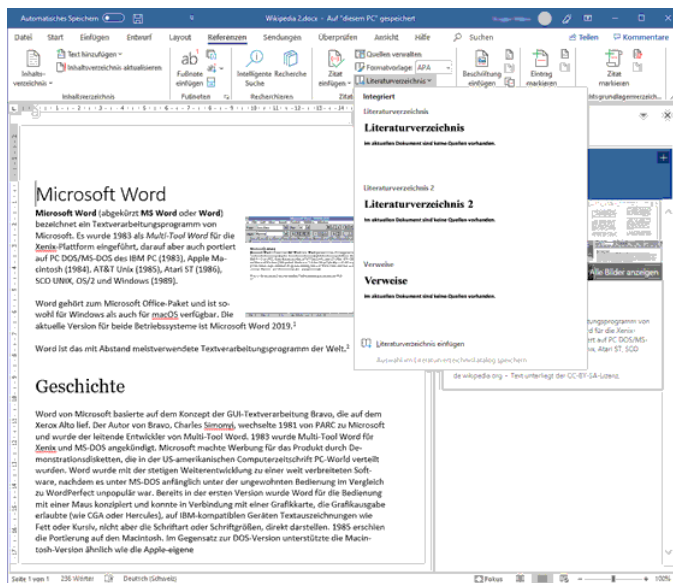 Automatisches Speichern
Wikipedia 2.docx - Auf "diesem PC" gespeichert
Datei Start Einfügen Entwurf Layout Referenzen Sendungen Überprüfen Ansicht Hilfe Suchen Teilen Kommentare
Inhalts-
verzeichnis
Text hinzufügen
Inhaltsverzeichnis aktualisieren
Inhaltsverzeichnis
ab
Fußnote
einfügen
Fußnoten
Intelligente
Suche
Recherche
Recherchieren
Zitat
einfügen
Quellen verwalten
Formatvorlage: APA
Literaturverzeichnis
Beschriftung
einfügen
Eintrag
markieren
Zitat
markieren
Integriert
Literaturverzeichnis
Literaturverzeichnis
Im aktuellen Dokument sind keine Quellen vorhanden.
Literaturverzeichnis 2
Literaturverzeichnis 2
Im aktuellen Dokument sind keine Quellen vorhanden.
Verweise
Verweise
Im aktuellen Dokument sind keine Quellen vorhanden.
Literaturverzeichnis einfügen
Microsoft Word
Microsoft Word (abgekürzt MS Word oder Word)
bezeichnet ein Textverarbeitungsprogramm von
Microsoft. Es wurde 1983 als Multi-Tool Word für die
Xenix-Plattform eingeführt, darauf aber auch portiert
auf PC DOS/MS-DOS des IBM PC (1983), Apple Ma-
cintosh (1984), AT&T Unix (1985), Atari ST (1986),
SCO UNIX, OS/2 und Windows (1989).
Word gehört zum Microsoft Office-Paket und ist so-
wohl für Windows als auch für macOS verfügbar. Die
aktuelle Version für beide Betriebssysteme ist Microsoft Word 2019.¹
Word ist das mit Abstand meistverwendete Textverarbeitungsprogramm der Welt.²
Geschichte
Word von Microsoft basierte auf dem Konzept der GUI-Textverarbeitung Bravo, die auf dem
Xerox Alto lief. Der Autor von Bravo, Charles Simonyi, wechselte 1981 von PARC zu Microsoft
und wurde der leitende Entwickler von Multi-Tool Word. 1983 wurde Multi-Tool Word für
Xenix und MS-DOS angekündigt. Microsoft machte Werbung für das Produkt durch De-
monstrationsdisketten, die in der US-amerikanischen Computerzeitschrift PC-World verteilt
wurden. Word wurde mit der stetigen Weiterentwicklung zu einer weit verbreiteten Soft-
ware, nachdem es unter MS-DOS anfänglich unter der ungewohnten Bedienung im Vergleich
zu WordPerfect unpopulär war. Bereits in der ersten Version wurde Word für die Bedienung
mit einer Maus konzipiert und konnte in Verbindung mit einer Grafikkarte, die Grafikausgabe
erlaubte (wie CGA oder Hercules), auf IBM-kompatiblen Geräten Textauszeichnungen wie
Fett oder Kursiv, nicht aber die Schriftart oder Schriftgrößen, direkt darstellen. 1985 erschien
die Portierung auf den Macintosh. Im Gegensatz zur DOS-Version unterstützte die Macin-
tosh-Version ähnlich wie die Apple-eigene
Alle Bilder anzeigen
de.wikipedia.org - Text unterliegt der CC-BY-SA-Lizenz.
Seite 1 von 1 236 Wörter Deutsch (Schweiz) Fokus 100%